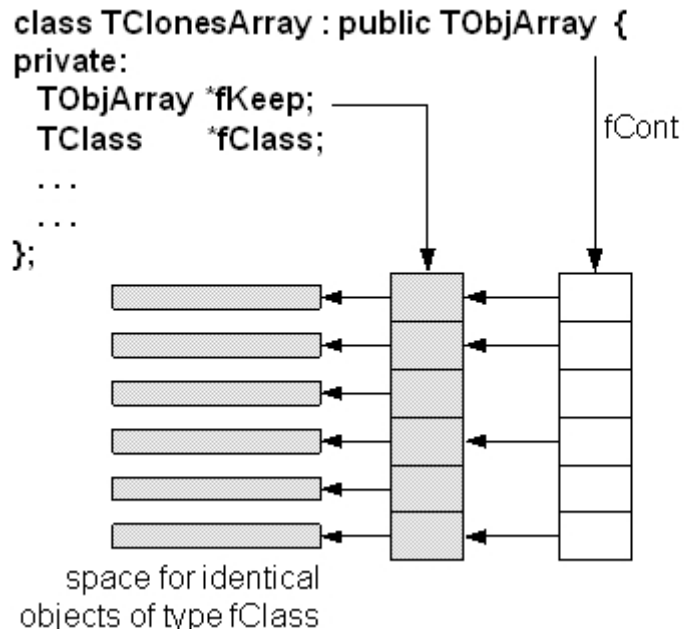 class TClonesArray : public TObjArray {
private:
TObjArray *fKeep;
fCont
TClass *fClass;
...
...
};
space for identical
objects of type fClass